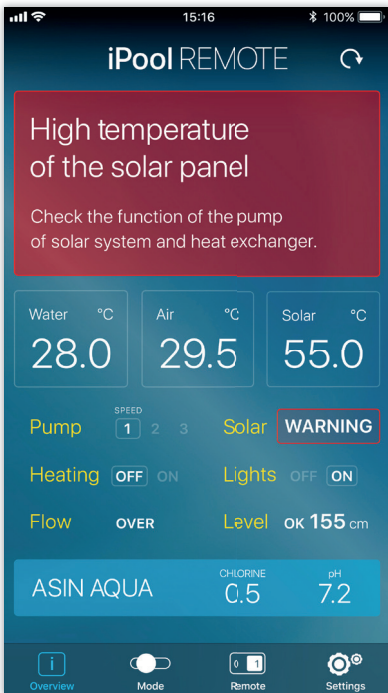 15:16 100%
iPool REMOTE
High temperature
of the solar panel
Check the function of the pump
of solar system and heat exchanger.
Water °C Air °C Solar °C
28.0 29.5 55.0
SPEED
Pump 1 2 3 Solar WARNING
Heating OFF ON Lights OFF ON
Flow OVER Level OK 155 cm
CHLORINE pH
ASIN AQUA 0.5 7.2
i 0 1
Overview Mode Remote Settings